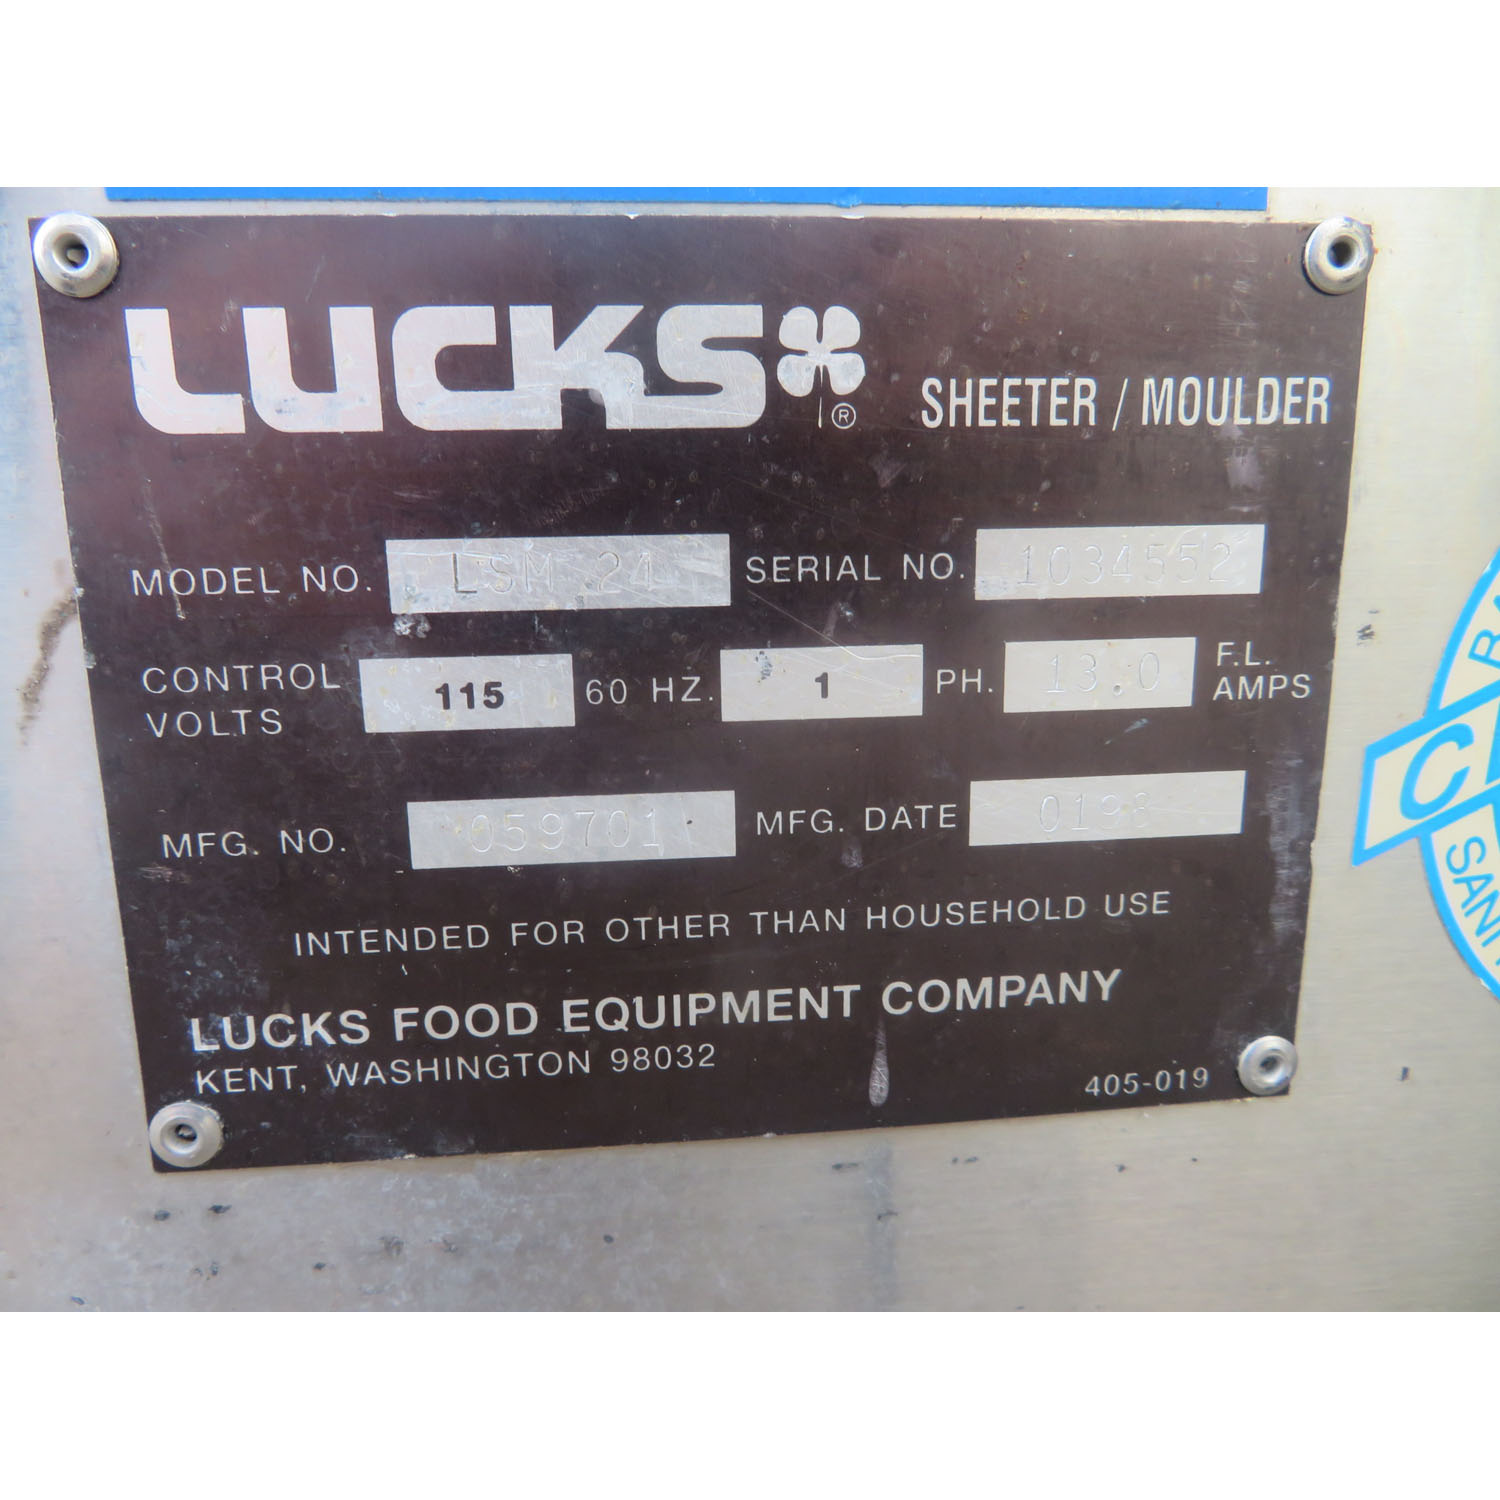 LUCKS ® SHEETER / MOULDER
MODEL NO. LSM 24 SERIAL NO. 1034552
CONTROL VOLTS 115 60 HZ. 1 PH. 13.0 F.L. AMPS
MFG. NO. 059701 MFG. DATE 0198
INTENDED FOR OTHER THAN HOUSEHOLD USE
LUCKS FOOD EQUIPMENT COMPANY
KENT, WASHINGTON 98032
405-019
C